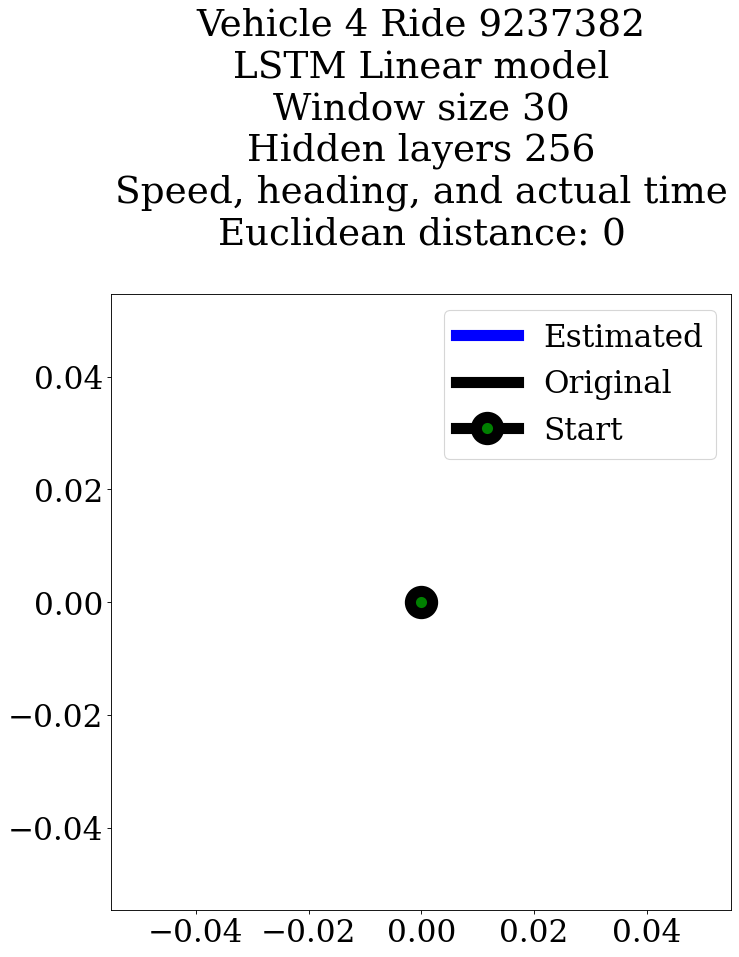 Vehicle 4 Ride 9237382
LSTM Linear model
Window size 30
Hidden layers 256
Speed, heading, and actual time
Euclidean distance: 0
Estimated
Original
Start
0.04
0.02
0.00
−0.02
−0.04
−0.04 −0.02 0.00 0.02 0.04